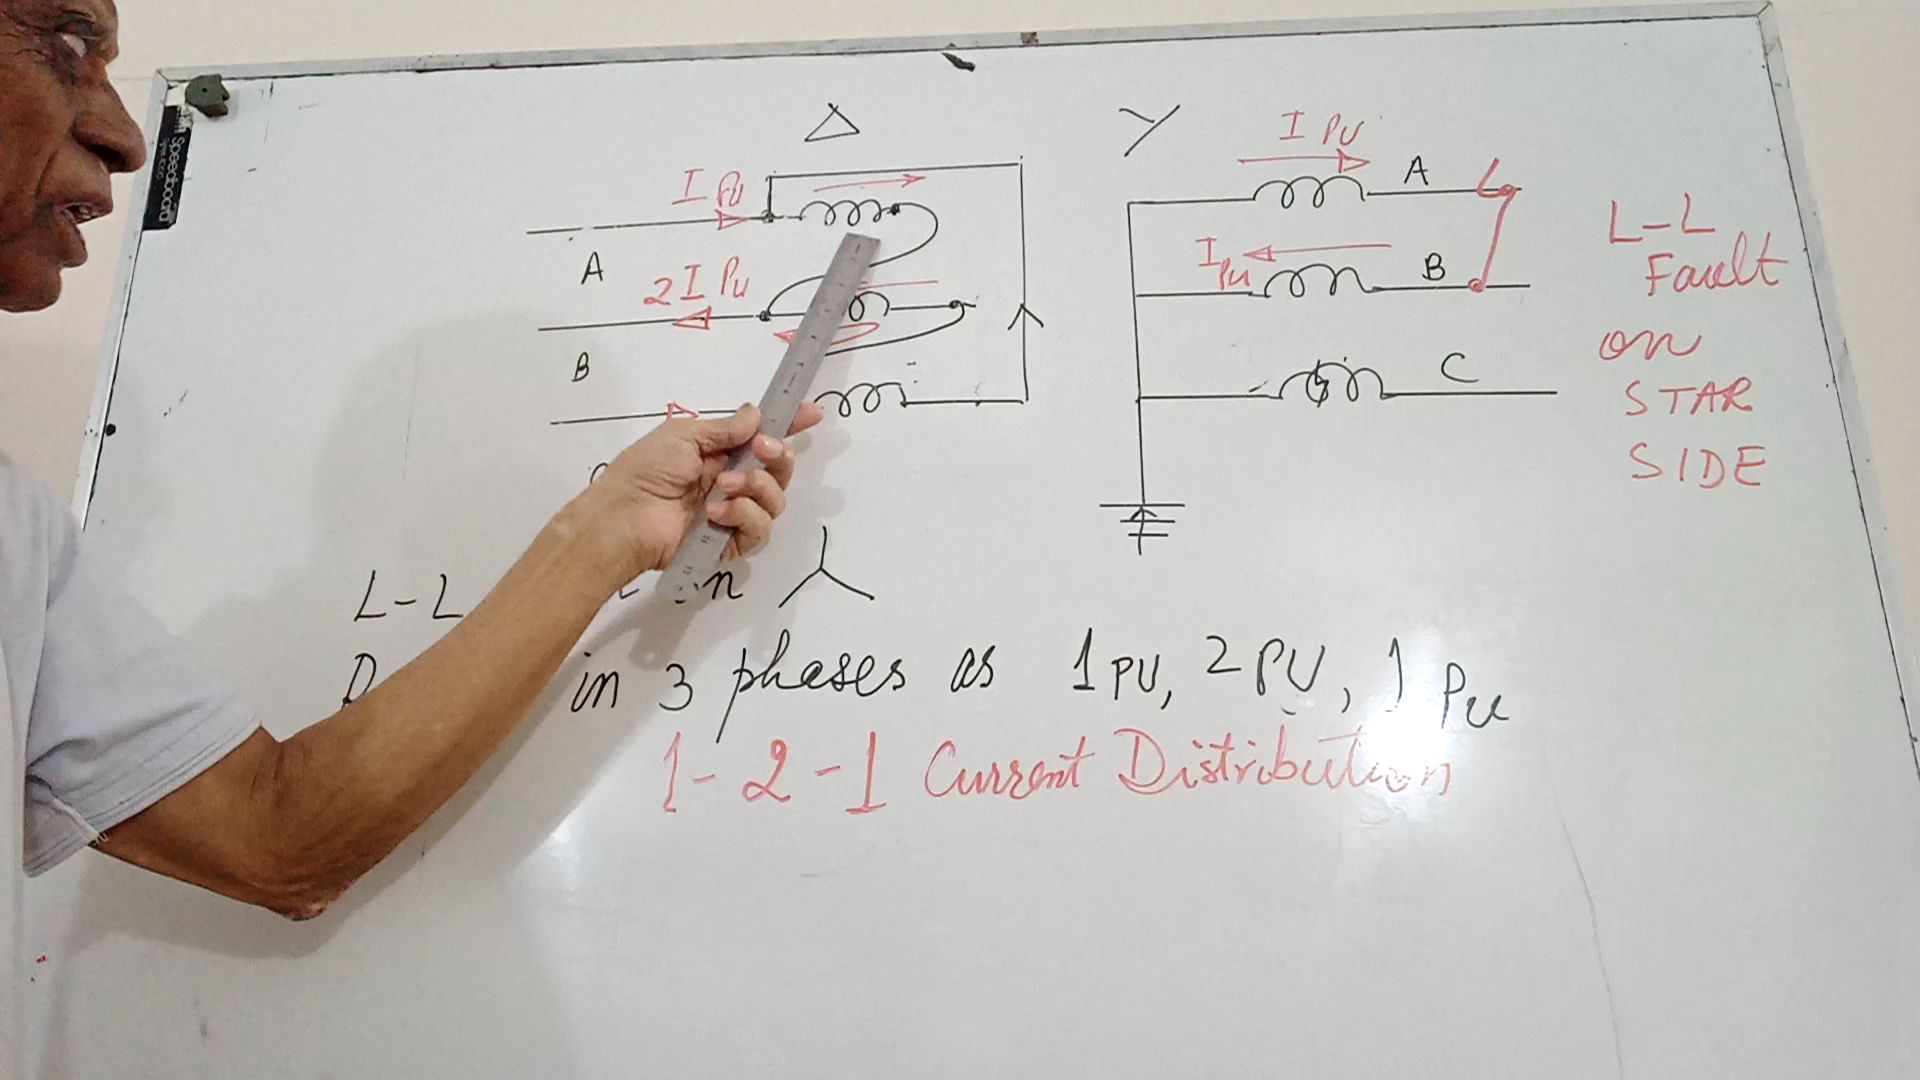 Speedboard
Δ
Y
I PU
I PU
A
2 I PU
I PU
B
A
B
C
L-L
Fault
on
STAR
SIDE
L-L
in 3 phases as 1 PU, 2 PU, 1 Pu
1-2-1 Current Distribution